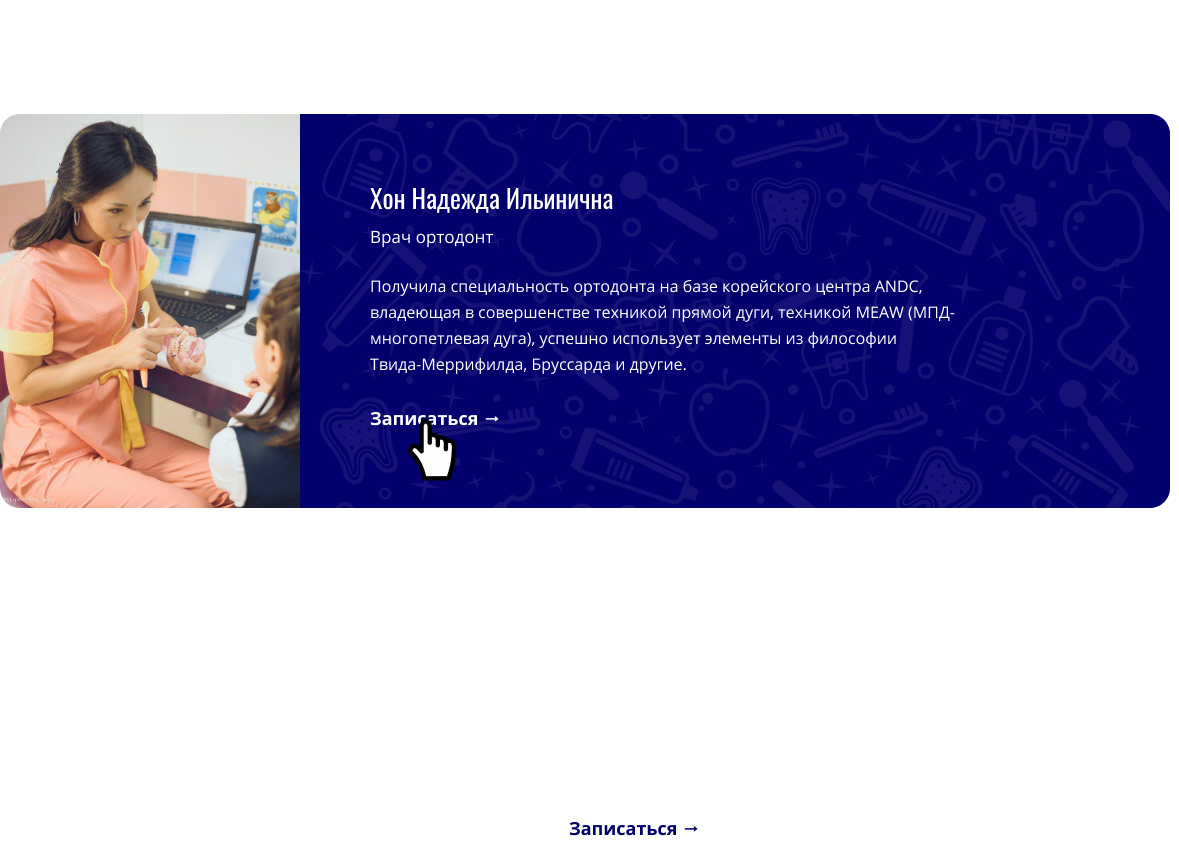 Хон Надежда Ильинична
Врач ортодонт
Получила специальность ортодонта на базе корейского центра ANDC,
владеющая в совершенстве техникой прямой дуги, техникой MEAW (МПД-
многопетлевая дуга), успешно использует элементы из философии
Твида-Меррифилда, Бруссарда и другие.
Записаться →
Записаться →